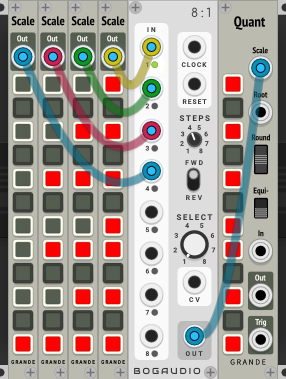 Scale
Out
GRANDE
Scale
Out
GRANDE
Scale
Out
GRANDE
Scale
Out
GRANDE
8:1
IN
1
2
3
4
5
6
7
8
CLOCK
RESET
STEPS
1 2 3 4 5 6 7 8
FWD
REV
SELECT
1 2 3 4 5 6 7 8
CV
OUT
BOGAUDIO
Quant
Scale
Root
Round
Equi-
In
Out
Trig
GRANDE